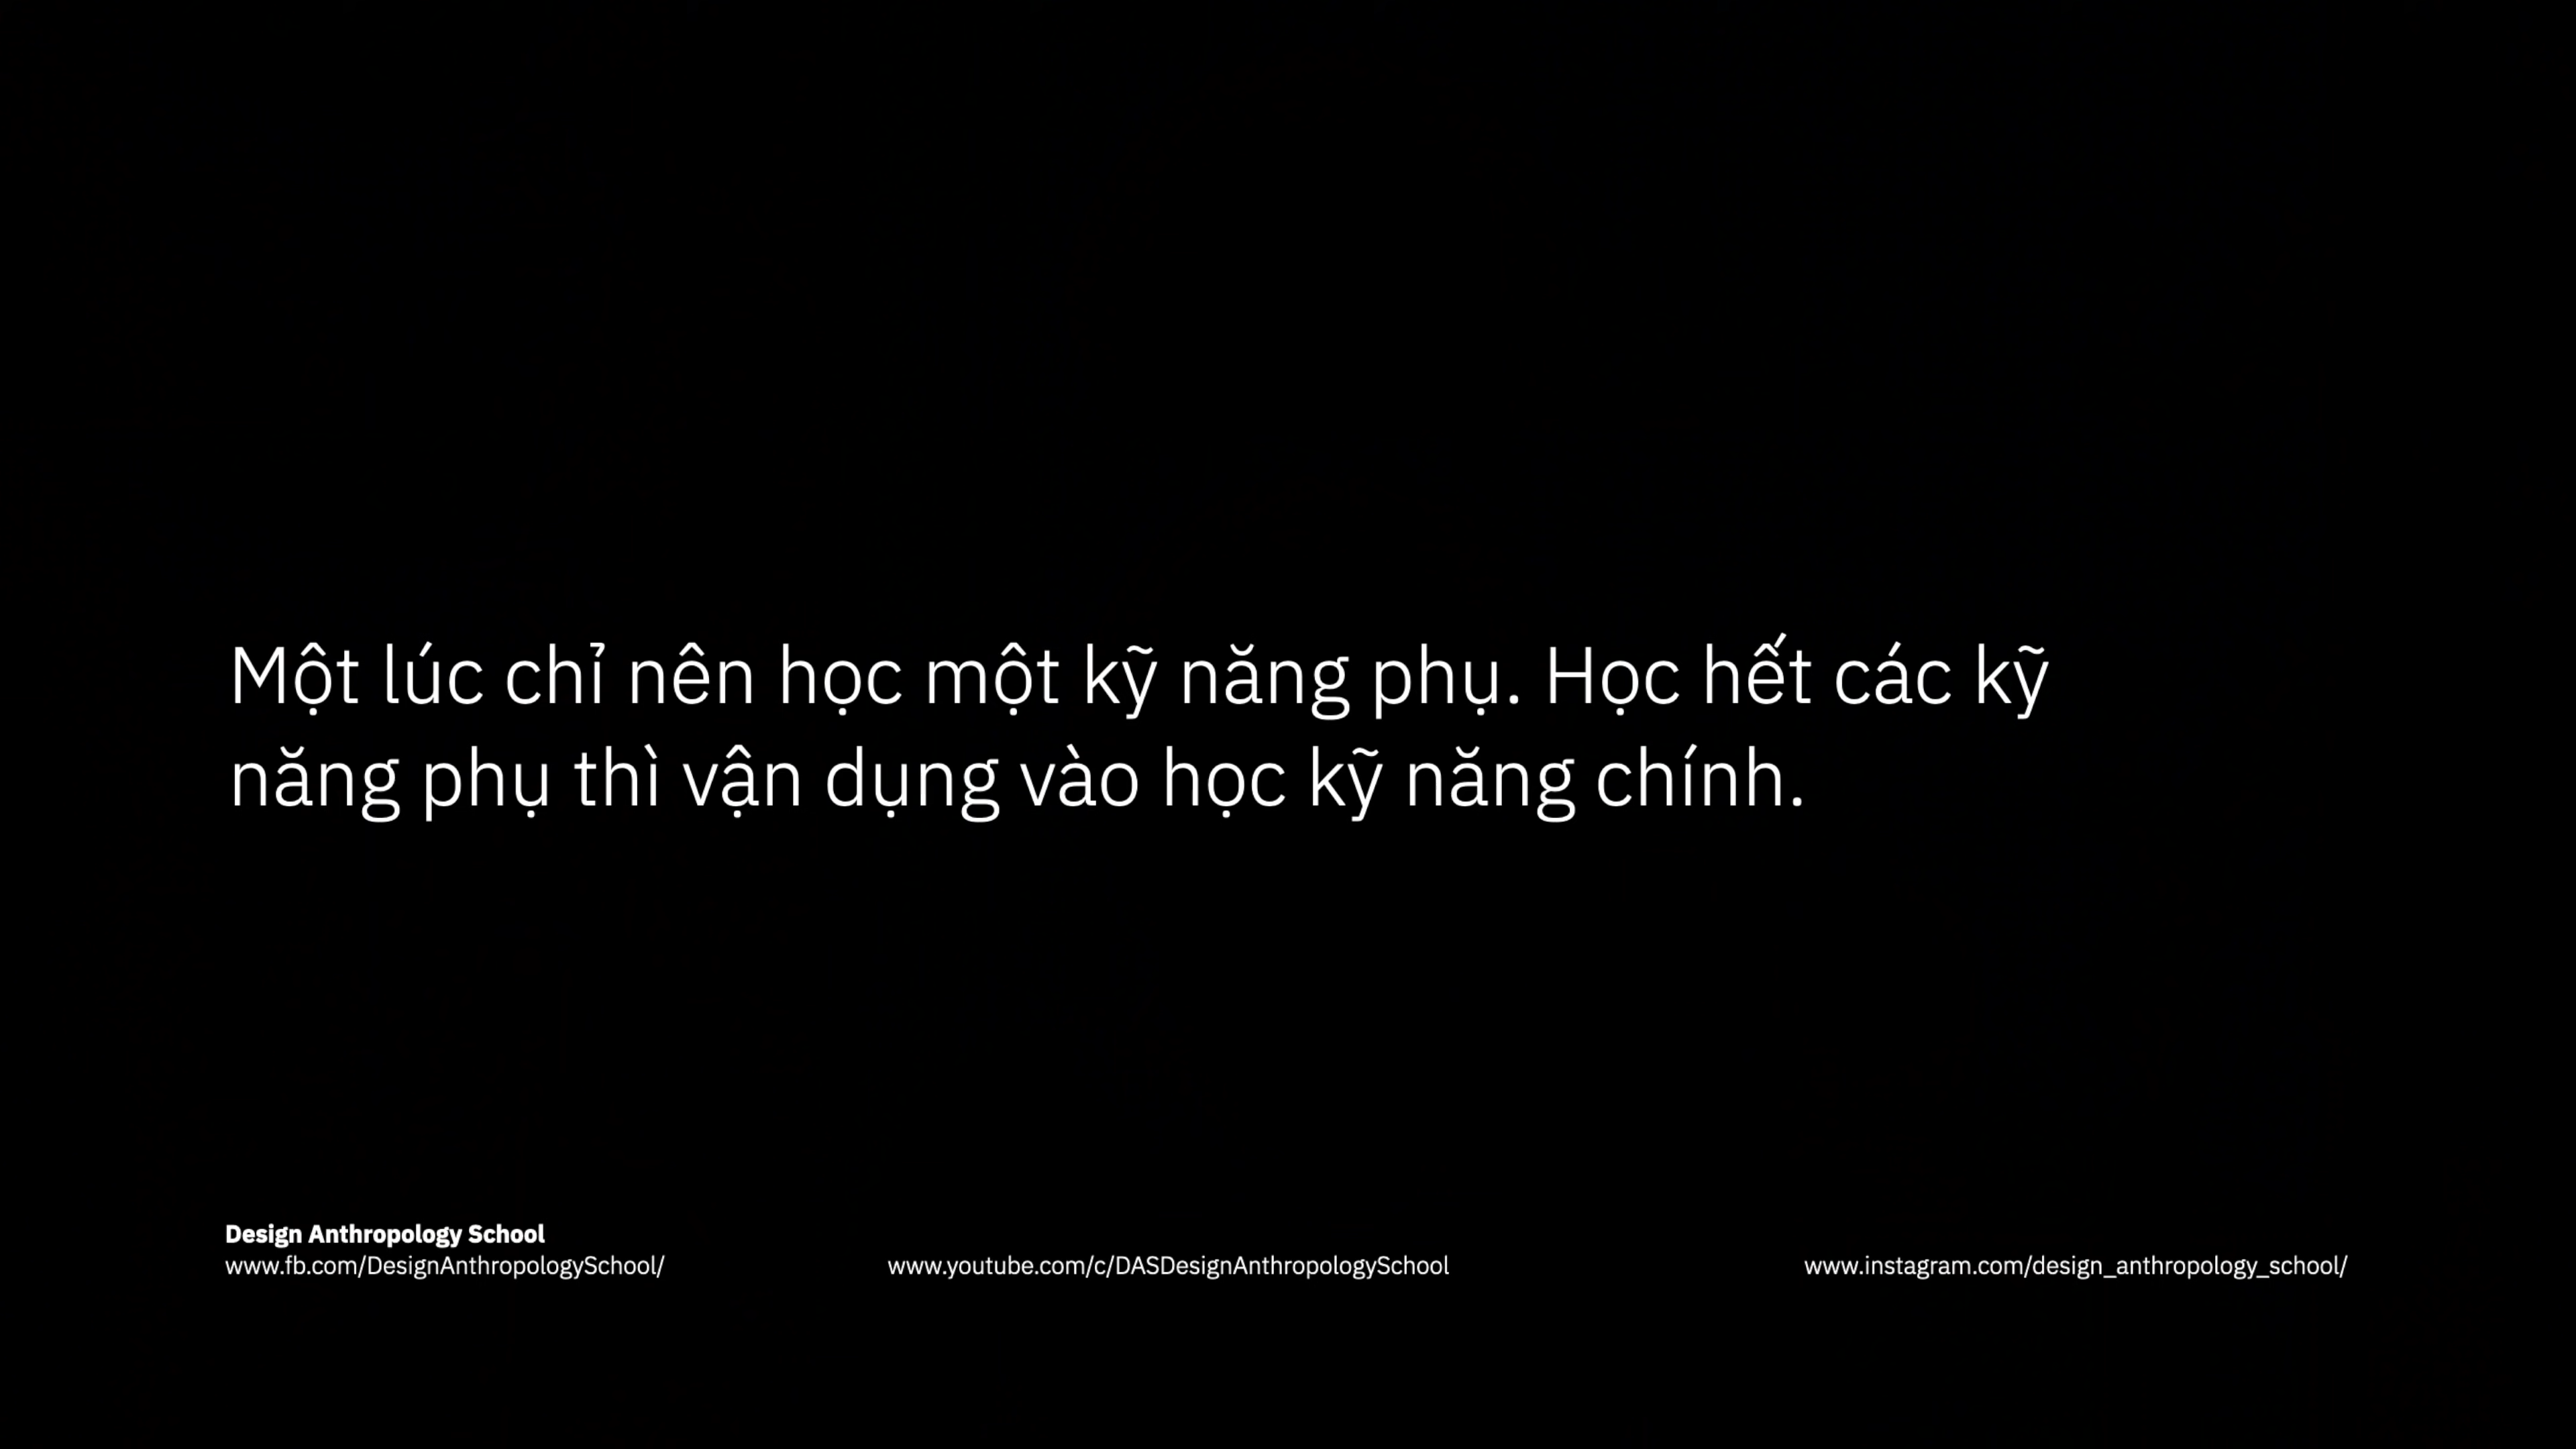 Một lúc chỉ nên học một kỹ năng phụ. Học hết các kỹ
năng phụ thì vận dụng vào học kỹ năng chính.
Design Anthropology School
www.fb.com/DesignAnthropologySchool/
www.youtube.com/c/DASDesignAnthropologySchool
www.instagram.com/design_anthropology_school/